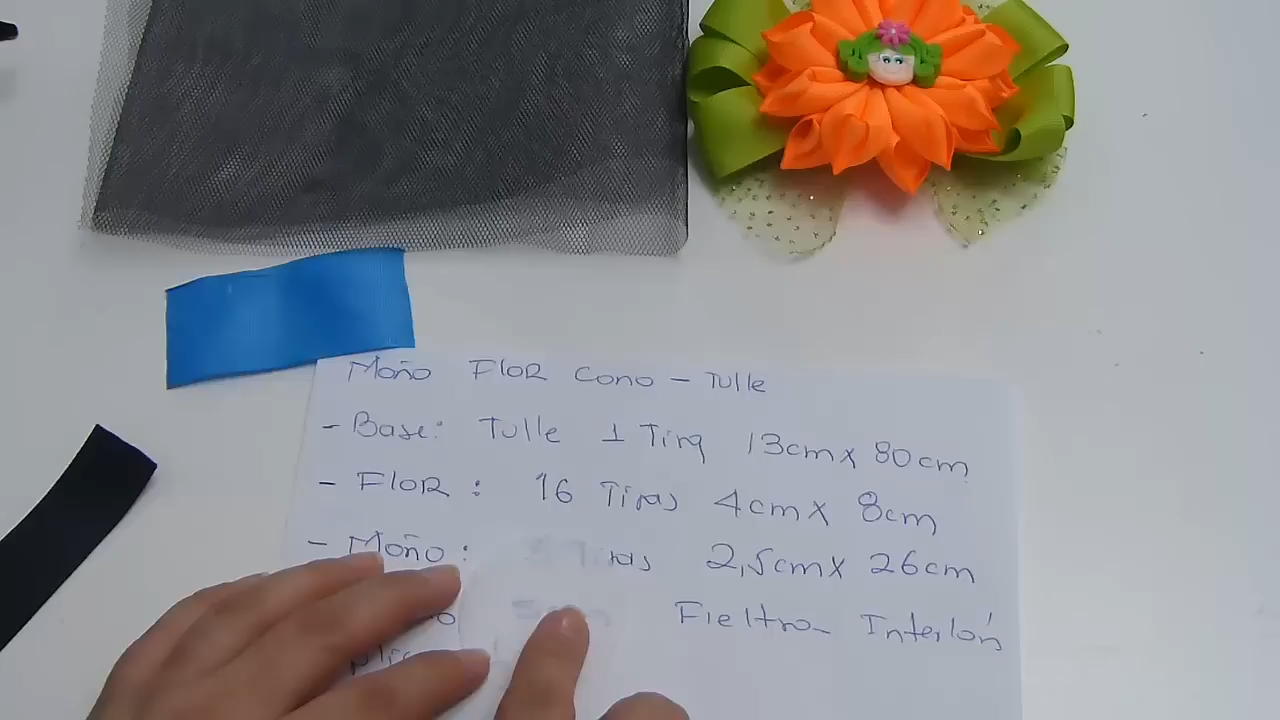 Moño Flor Cono - Tulle
- Base: Tulle 1 Tira 13cm x 80cm
- Flor: 16 Tiras 4cm x 8cm
- Moño: 2,5cm x 26cm
Fieltro - Interlón